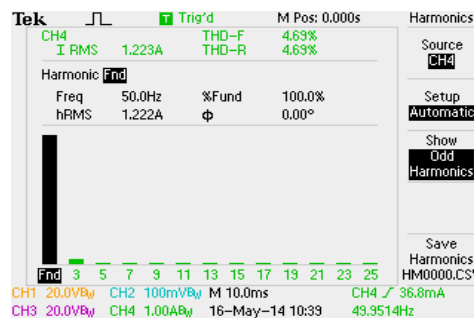 Tek T Trig'd M Pos: 0.000s Harmonics
CH4 THD-F 4.69%
I RMS 1.223A THD-R 4.69%
Source
CH4
Harmonic Fnd
Freq 50.0Hz %Fund 100.0%
hRMS 1.222A Φ 0.00°
Setup
Automatic
Show
Odd
Harmonics
Save
Harmonics
HM0000.CS
Fnd 3 5 7 9 11 13 15 17 19 21 23 25
CH1 20.0VBW CH2 100mVBW M 10.0ms CH4 36.8mA
CH3 20.0VBW CH4 1.00ABW 16-May-14 10:39 49.9514Hz